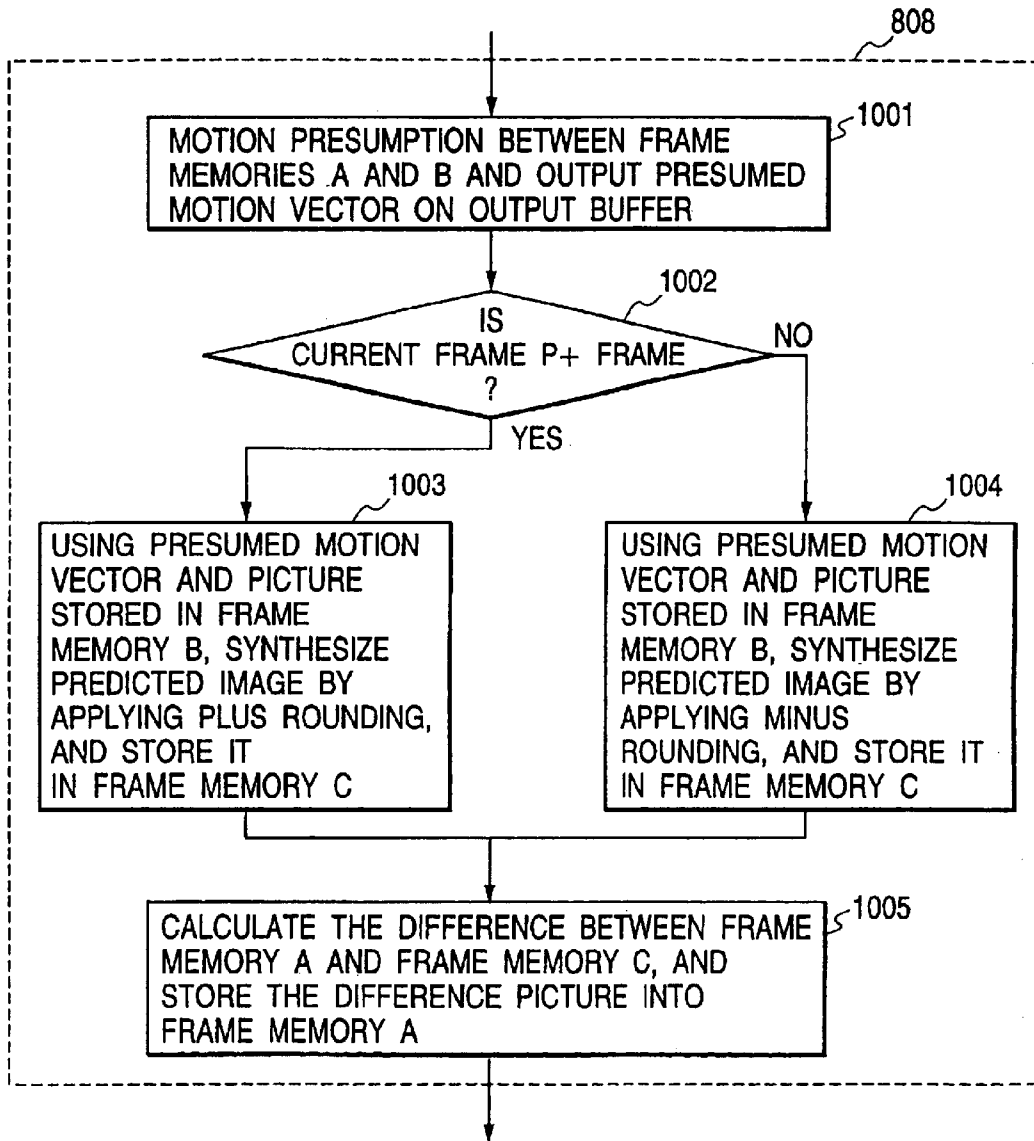 808
1001
MOTION PRESUMPTION BETWEEN FRAME
MEMORIES A AND B AND OUTPUT PRESUMED
MOTION VECTOR ON OUTPUT BUFFER
1002
IS
CURRENT FRAME P+ FRAME
?
NO
YES
1003
USING PRESUMED MOTION
VECTOR AND PICTURE
STORED IN FRAME
MEMORY B, SYNTHESIZE
PREDICTED IMAGE BY
APPLYING PLUS ROUNDING,
AND STORE IT
IN FRAME MEMORY C
1004
USING PRESUMED MOTION
VECTOR AND PICTURE
STORED IN FRAME
MEMORY B, SYNTHESIZE
PREDICTED IMAGE BY
APPLYING MINUS
ROUNDING, AND STORE IT
IN FRAME MEMORY C
1005
CALCULATE THE DIFFERENCE BETWEEN FRAME
MEMORY A AND FRAME MEMORY C, AND
STORE THE DIFFERENCE PICTURE INTO
FRAME MEMORY A